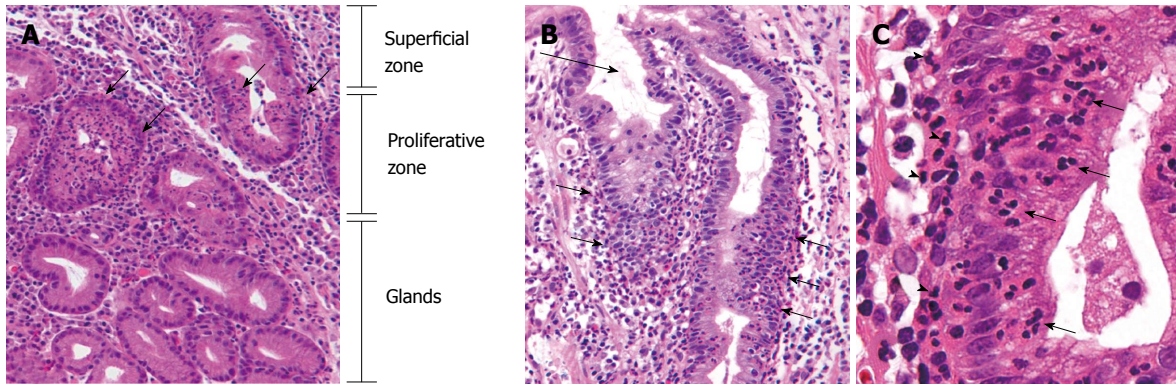 A
Superficial
zone
Proliferative
zone
Glands
B
C